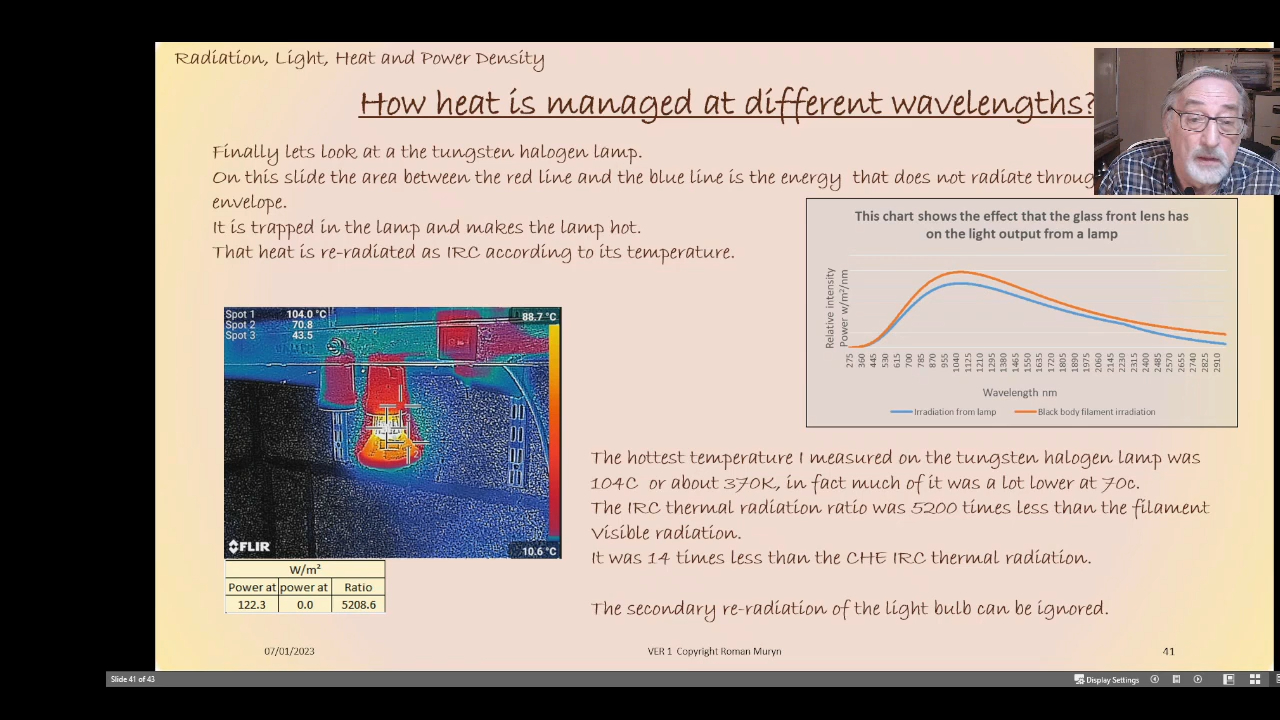 Radiation, Light, Heat and Power Density
How heat is managed at different wavelengths?
Finally lets look at a the tungsten halogen lamp.
On this slide the area between the red line and the blue line is the energy that does not radiate
envelope.
It is trapped in the lamp and makes the lamp hot.
That heat is re-radiated as IRC according to its temperature.
This chart shows the effect that the glass front lens has
on the light output from a lamp
Relative intensity
Power w/m²/nm
275 360 445 530 615 700 785 870 955 1040 1125 1210 1295 1380 1465 1550 1635 1720 1805 1890 1975 2060 2145 2230 2315 2400 2485 2570 2655 2740 2825 2910
Wavelength nm
Irradiation from lamp Black body filament irradiation
Spot 1 104.0 °C
Spot 2 70.8
Spot 3 43.5
88.7 °C
10.6 °C
FLIR
W/m²
Power at power at Ratio
122.3 0.0 5208.6
The hottest temperature I measured on the tungsten halogen lamp was
104C or about 370K, in fact much of it was a lot lower at 70c.
The IRC thermal radiation ratio was 5200 times less than the filament
Visible radiation.
It was 14 times less than the CHE IRC thermal radiation.
The secondary re-radiation of the light bulb can be ignored.
07/01/2023
VER 1 Copyright Roman Muryn
41
Slide 41 of 43
Display Settings